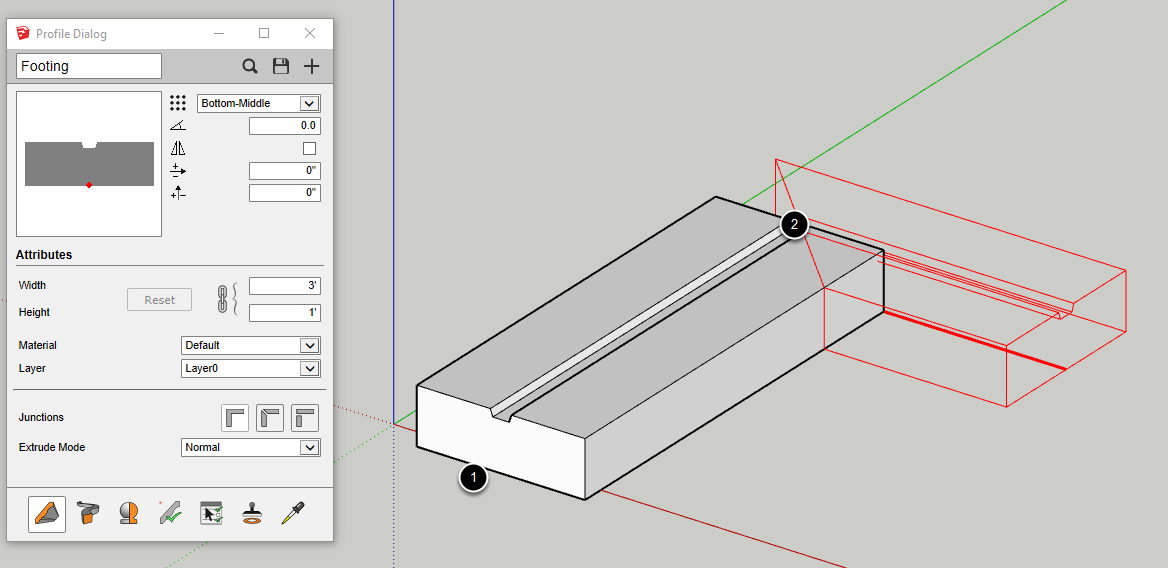 Profile Dialog
Footing
Bottom-Middle
0.0
0"
0"
Attributes
Width
3'
Reset
Height
1'
Material
Default
Layer
Layer0
Junctions
Extrude Mode
Normal
1
2